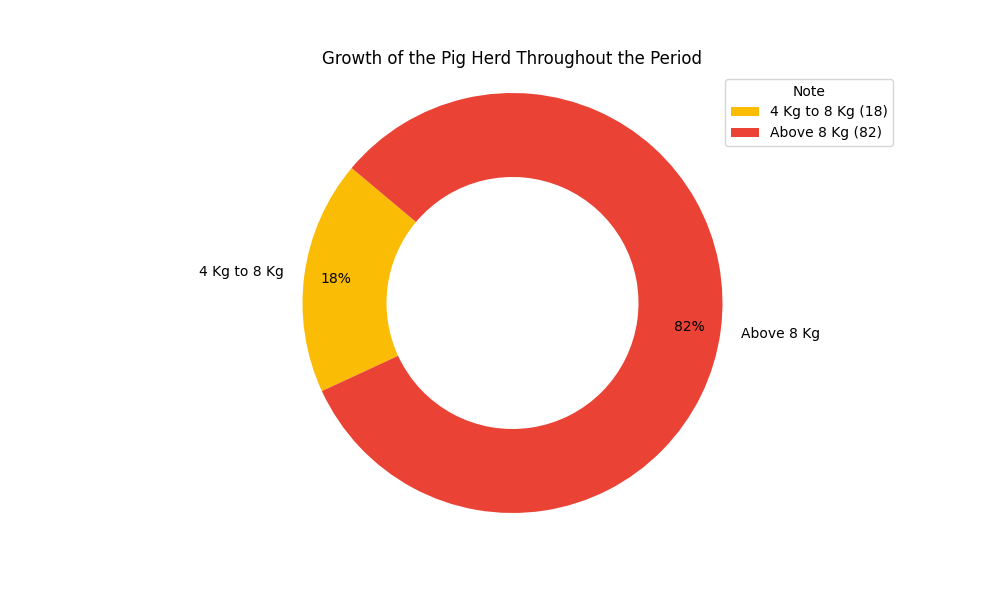 Growth of the Pig Herd Throughout the Period
Note
4 Kg to 8 Kg (18)
Above 8 Kg (82)
4 Kg to 8 Kg
18%
82%
Above 8 Kg